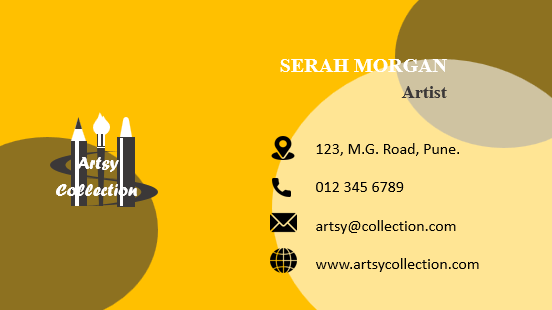 SERAH MORGAN
Artist
Artsy
Collection
123, M.G. Road, Pune.
012 345 6789
artsy@collection.com
www.artsycollection.com